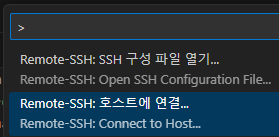 >
Remote-SSH: SSH 구성 파일 열기...
Remote-SSH: Open SSH Configuration File...
Remote-SSH: 호스트에 연결...
Remote-SSH: Connect to Host...